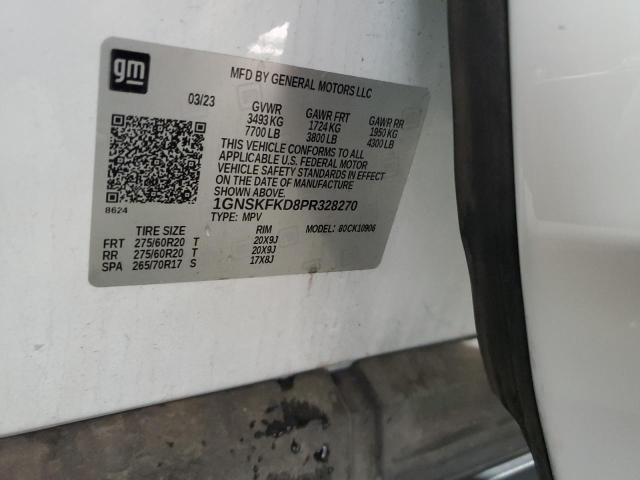 gm
MFD BY GENERAL MOTORS LLC
03/23
GVWR GAWR FRT GAWR RR
3493 KG 1724 KG 1950 KG
7700 LB 3800 LB 4300 LB
THIS VEHICLE CONFORMS TO ALL
APPLICABLE U.S. FEDERAL MOTOR
VEHICLE SAFETY STANDARDS IN EFFECT
ON THE DATE OF MANUFACTURE
SHOWN ABOVE.
8624
1GNSKFKD8PR328270
TYPE: MPV MODEL: 80CK10906
TIRE SIZE RIM
FRT 275/60R20 T 20X9J
RR 275/60R20 T 20X9J
SPA 265/70R17 S 17X8J